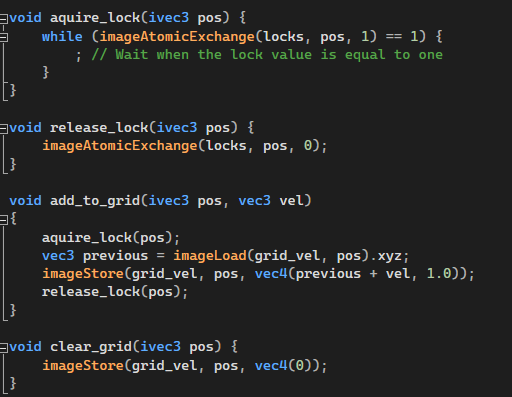 void aquire_lock(ivec3 pos) {
while (imageAtomicExchange(locks, pos, 1) == 1) {
; // Wait when the lock value is equal to one
}
}
void release_lock(ivec3 pos) {
imageAtomicExchange(locks, pos, 0);
}
void add_to_grid(ivec3 pos, vec3 vel)
{
aquire_lock(pos);
vec3 previous = imageLoad(grid_vel, pos).xyz;
imageStore(grid_vel, pos, vec4(previous + vel, 1.0));
release_lock(pos);
}
void clear_grid(ivec3 pos) {
imageStore(grid_vel, pos, vec4(0));
}